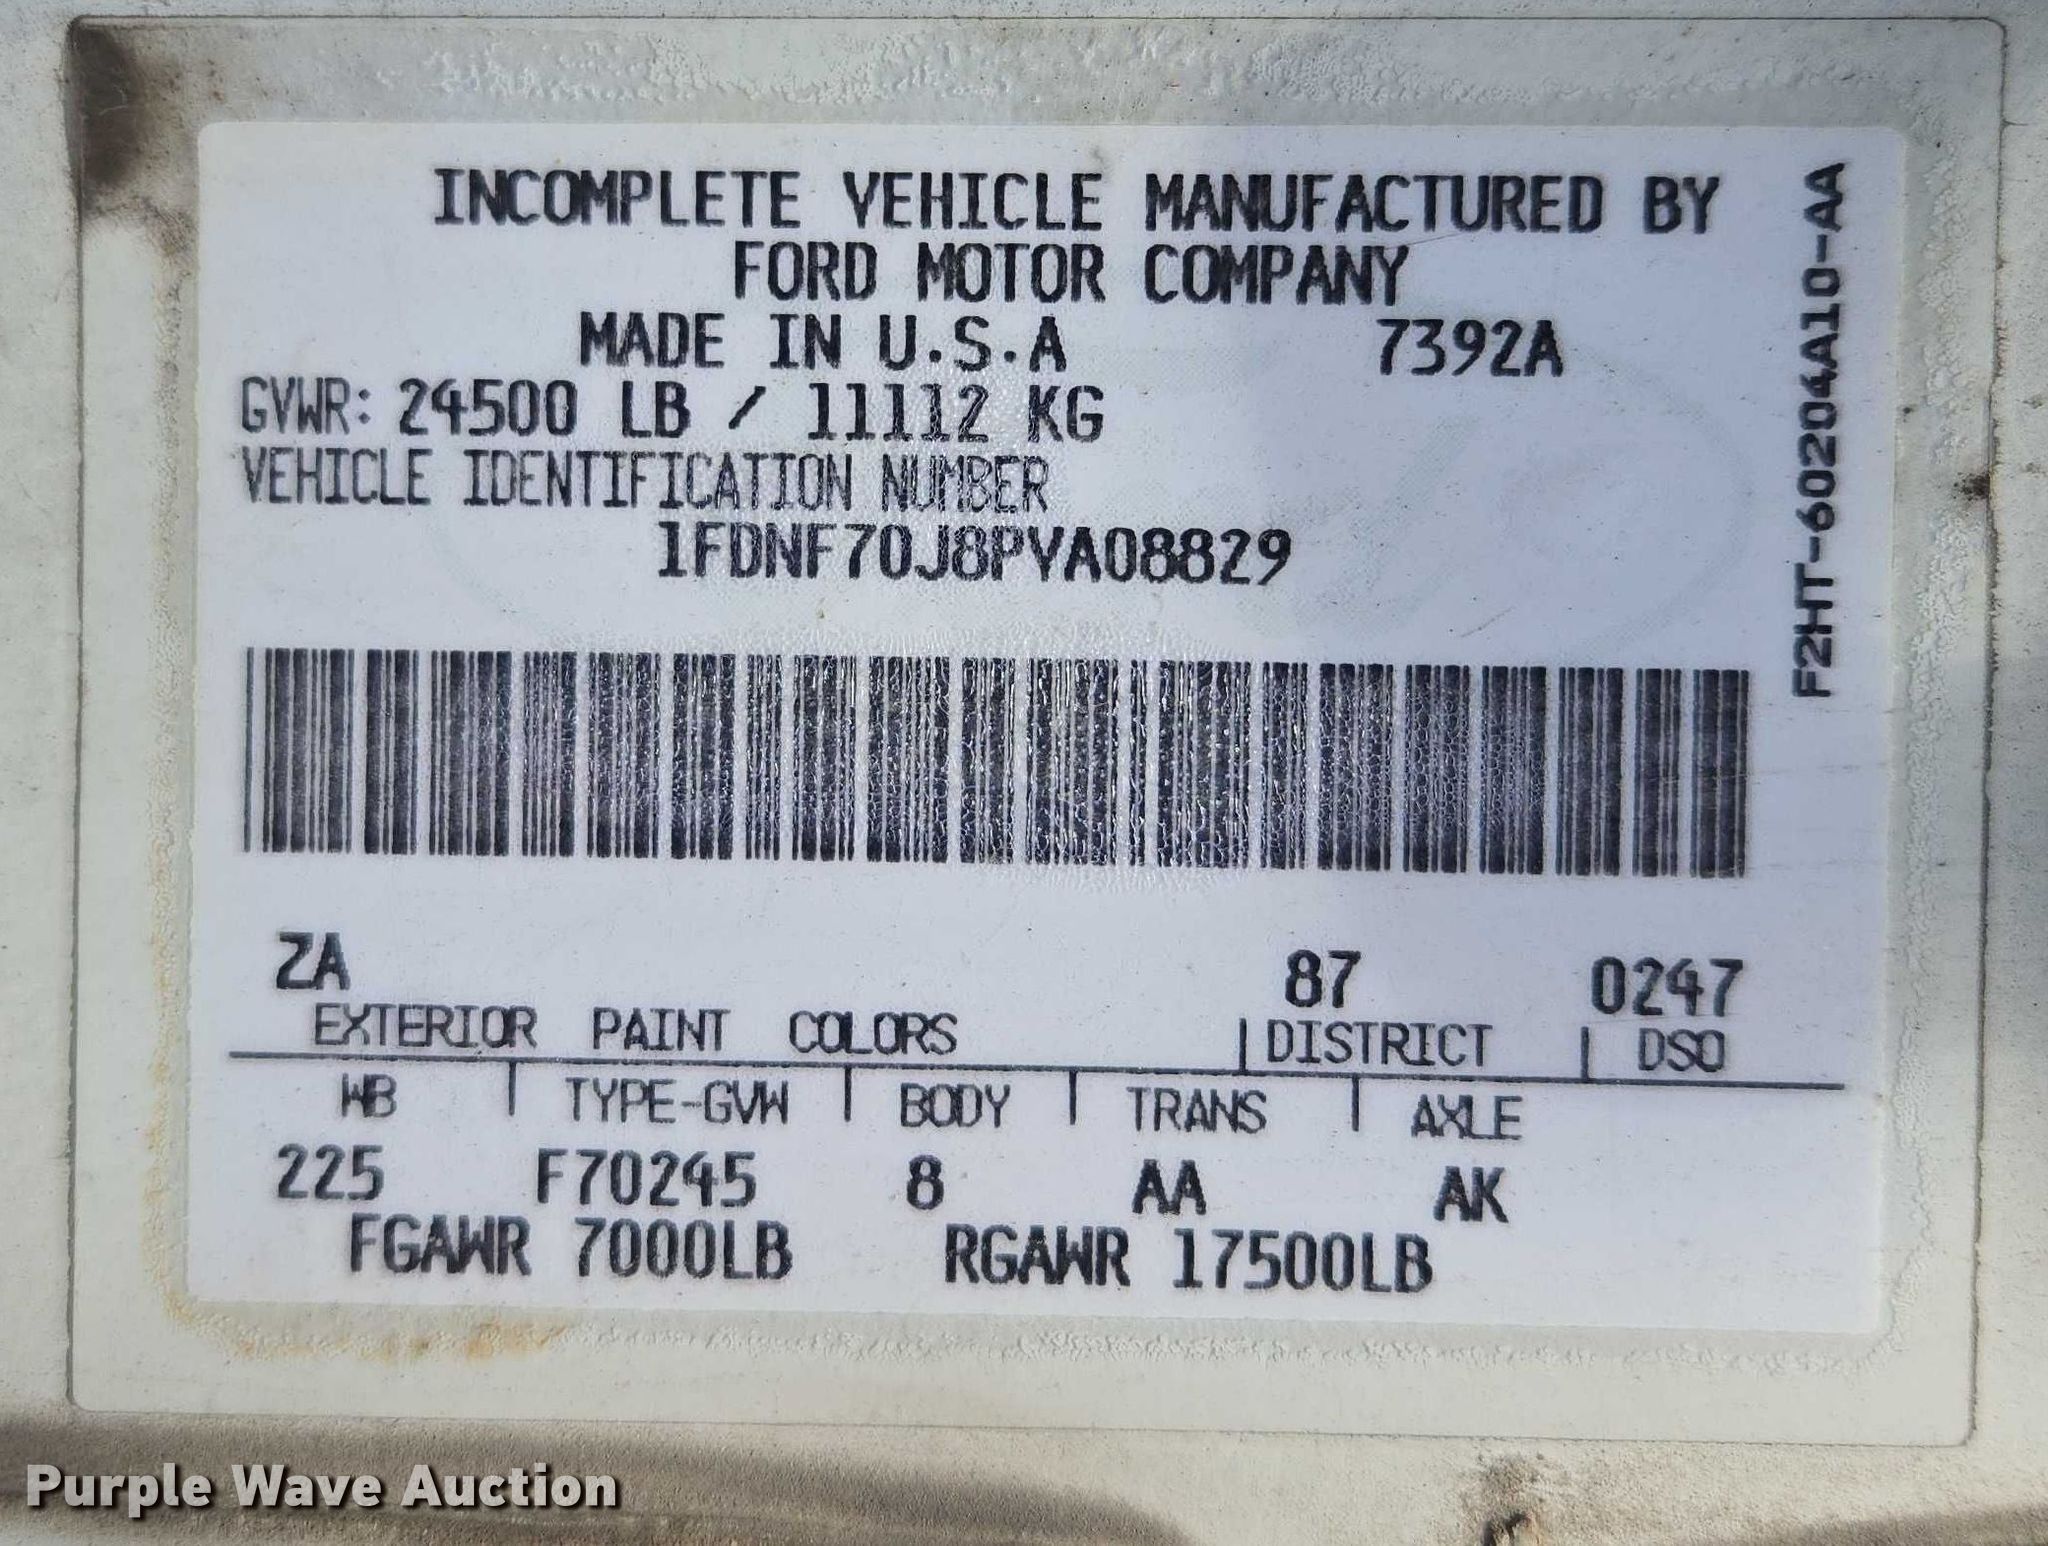 INCOMPLETE VEHICLE MANUFACTURED BY
FORD MOTOR COMPANY
MADE IN U.S.A 7392A
GVWR: 24500 LB / 11112 KG
VEHICLE IDENTIFICATION NUMBER
1FDNF70J8PVA08829
F2HT-60204A10-AA
ZA 87 0247
EXTERIOR PAINT COLORS | DISTRICT | DSO
WB | TYPE-GVW | BODY | TRANS | AXLE
225 F70245 8 AA AK
FGAWR 7000LB RGAWR 17500LB
Purple Wave Auction